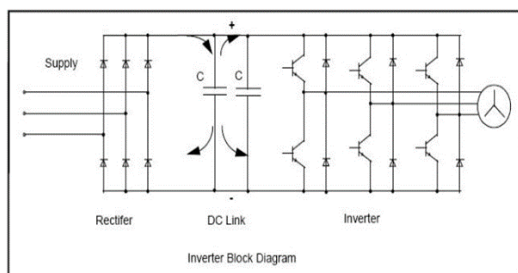 +
Supply
C C
-
Rectifer DC Link Inverter
Inverter Block Diagram